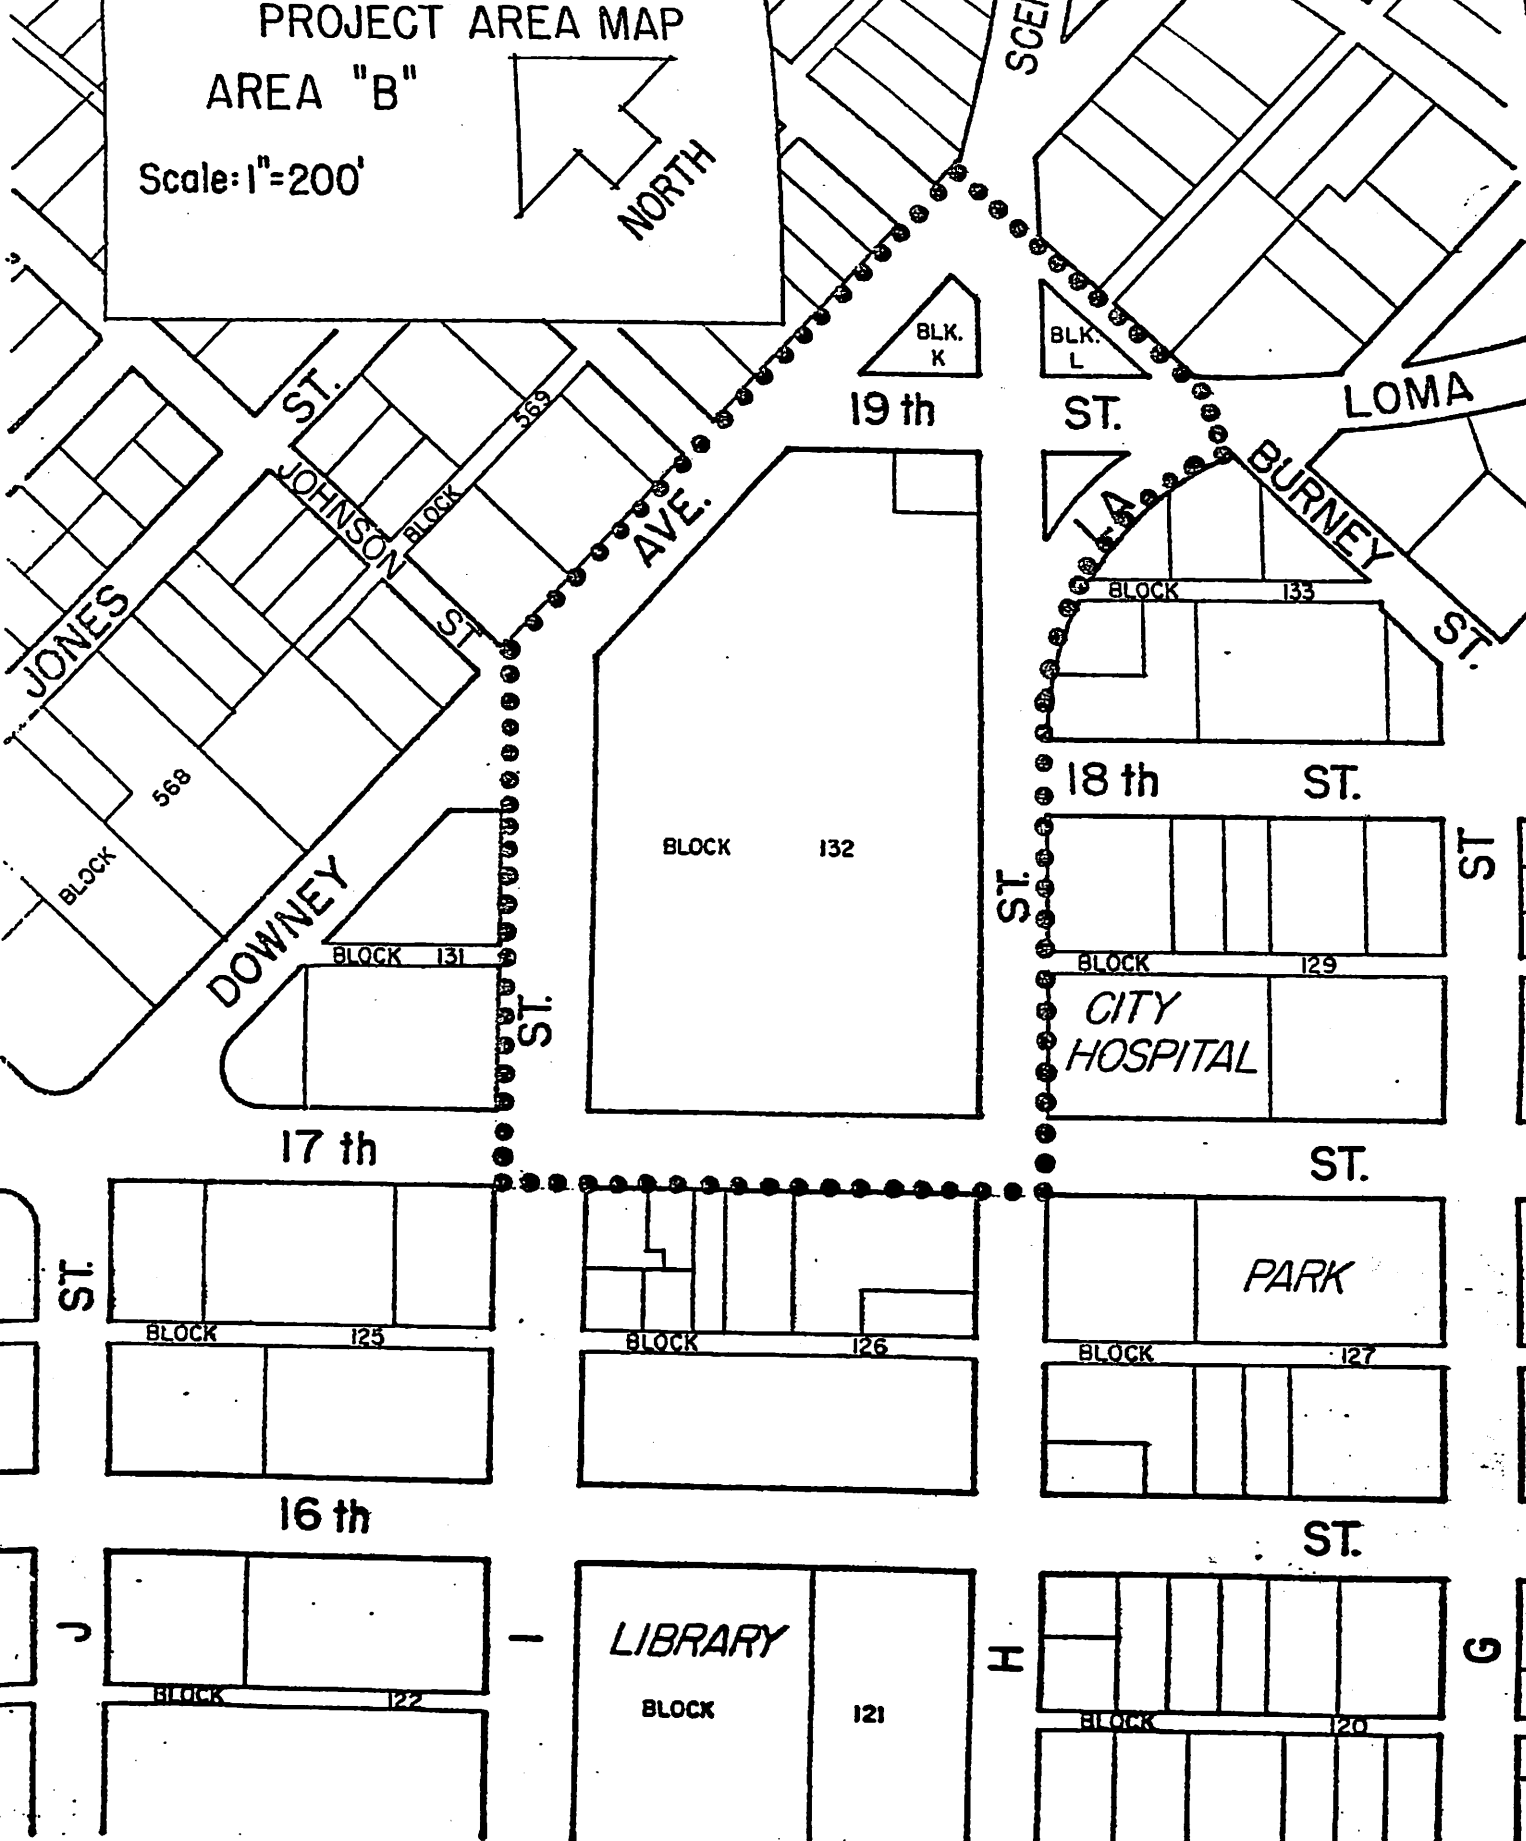 PROJECT AREA MAP
AREA "B"
Scale: 1"=200'
NORTH
BLK.
K
BLK.
L
19 th ST.
LOMA
ST.
569
BLOCK
JOHNSON
ST
AVE.
LA
BURNEY
ST.
BLOCK 133
JONES
18 th ST.
568
BLOCK
BLOCK 132
ST.
ST
DOWNEY
BLOCK 131
BLOCK 129
CITY
HOSPITAL
ST.
17 th ST.
PARK
ST.
BLOCK 125
BLOCK 126
BLOCK 127
16 th ST.
J
I
LIBRARY
H
G
BLOCK 122
BLOCK 121
BLOCK 120